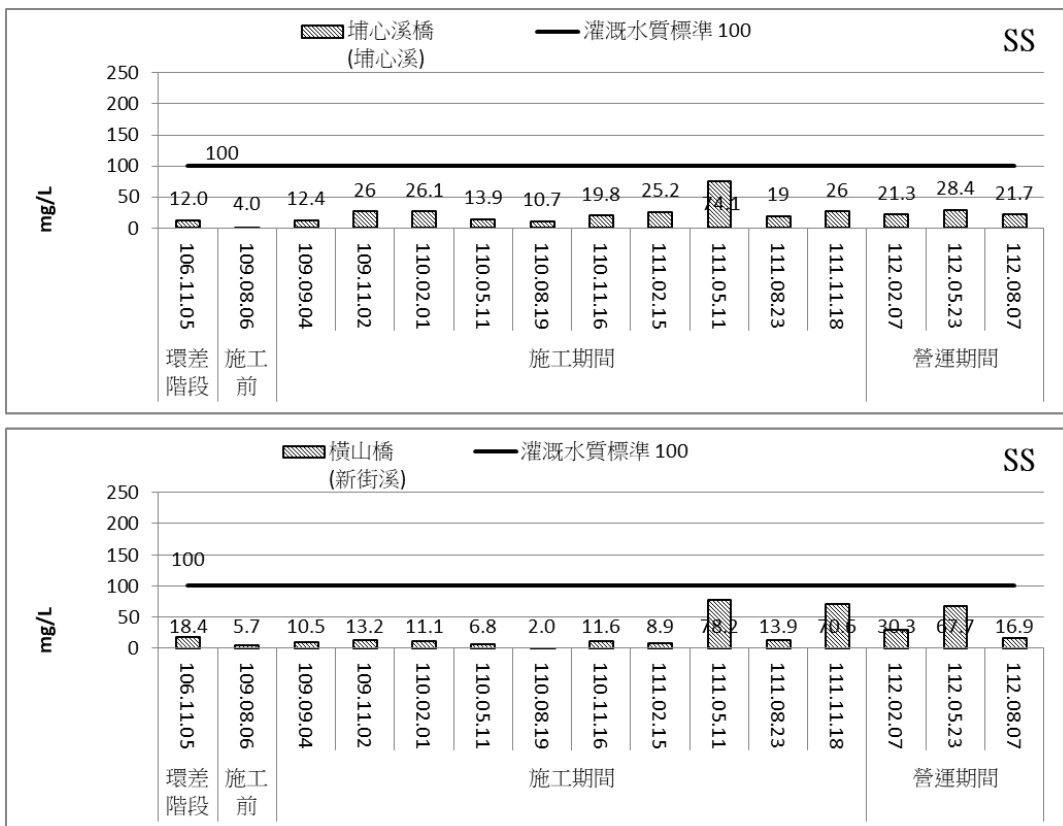 埔心溪橋
(埔心溪)
灌溉水質標準 100
SS
mg/L
250
200
150
100
50
0
100
12.0 4.0 12.4 26 26.1 13.9 10.7 19.8 25.2 74.1 19 26 21.3 28.4 21.7
106.11.05 109.08.06 109.09.04 109.11.02 110.02.01 110.05.11 110.08.19 110.11.16 111.02.15 111.05.11 111.08.23 111.11.18 112.02.07 112.05.23 112.08.07
環差
階段
施工
前
施工期間
營運期間
橫山橋
(新街溪)
灌溉水質標準 100
SS
mg/L
250
200
150
100
50
0
100
18.4 5.7 10.5 13.2 11.1 6.8 2.0 11.6 8.9 78.2 13.9 70.6 30.3 67.7 16.9
106.11.05 109.08.06 109.09.04 109.11.02 110.02.01 110.05.11 110.08.19 110.11.16 111.02.15 111.05.11 111.08.23 111.11.18 112.02.07 112.05.23 112.08.07
環差
階段
施工
前
施工期間
營運期間